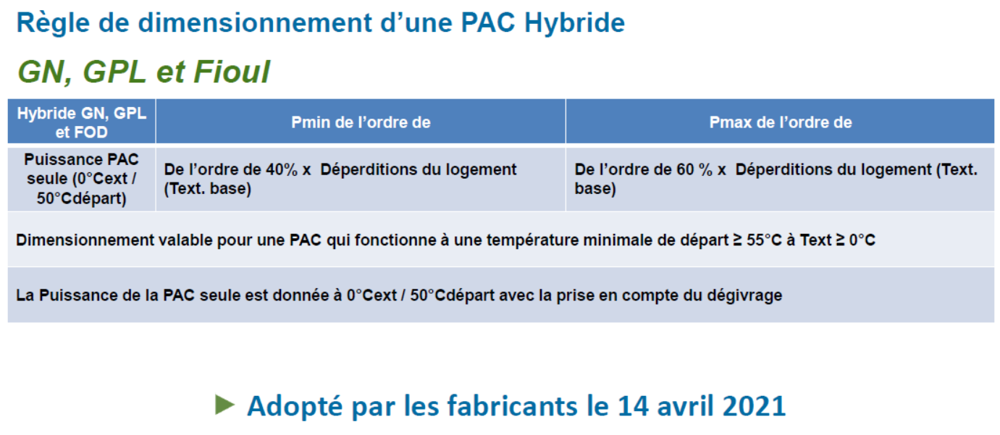 Règle de dimensionnement d'une PAC Hybride
GN, GPL et Fioul
Hybride GN, GPL
et FOD
Pmin de l'ordre de
Pmax de l'ordre de
Puissance PAC
seule (0°Cext /
50°Cdépart)
De l'ordre de 40% x Déperditions du logement
(Text. base)
De l'ordre de 60 % x Déperditions du logement (Text.
base)
Dimensionnement valable pour une PAC qui fonctionne à une température minimale de départ ≥ 55°C à Text ≥ 0°C
La Puissance de la PAC seule est donnée à 0°Cext / 50°Cdépart avec la prise en compte du dégivrage
Adopté par les fabricants le 14 avril 2021